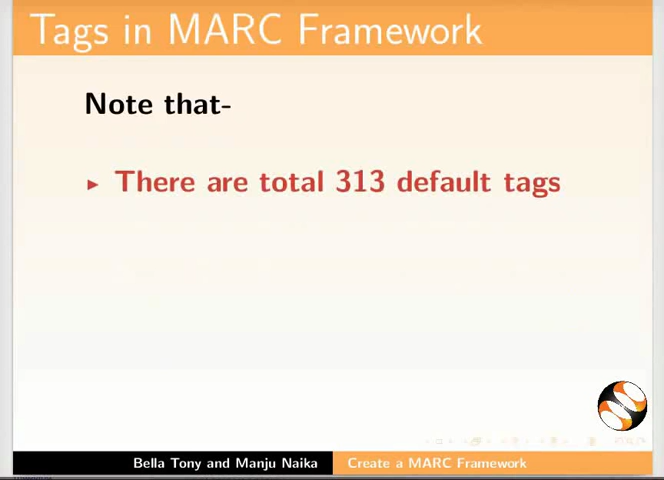 Tags in MARC Framework
Note that-
► There are total 313 default tags
Bella Tony and Manju Naika
Create a MARC Framework